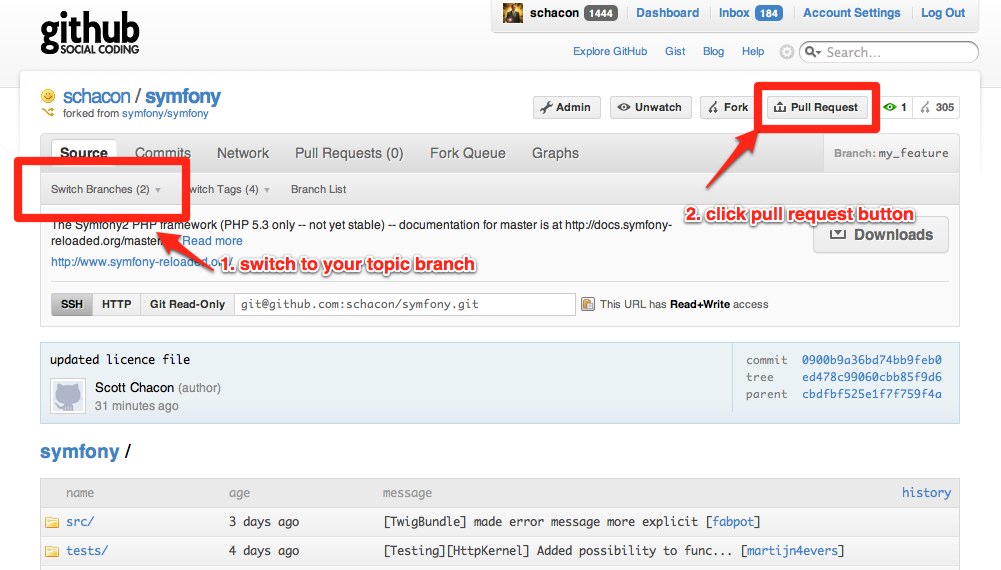 github
SOCIAL CODING
schacon 1444 Dashboard Inbox 184 Account Settings Log Out
Explore GitHub Gist Blog Help Search...
schacon / symfony
forked from symfony/symfony
Admin Unwatch Fork Pull Request 1 305
Source Commits Network Pull Requests (0) Fork Queue Graphs Branch: my_feature
Switch Branches (2) witch Tags (4) Branch List
2. click pull request button
The Symfony2 PHP framework (PHP 5.3 only -- not yet stable) -- documentation for master is at http://docs.symfony-
reloaded.org/master Read more
Downloads
http://www.symfony-reloaded.org/
1. switch to your topic branch
SSH HTTP Git Read-Only git@github.com:schacon/symfony.git This URL has Read+Write access
updated licence file
Scott Chacon (author)
31 minutes ago
commit 0900b9a36bd74bb9feb0
tree ed478c99060cbb85f9d6
parent cbdfbf525e1f7f759f4a
symfony /
name age message history
src/ 3 days ago [TwigBundle] made error message more explicit [fabpot]
tests/ 4 days ago [Testing][HttpKernel] Added possibility to func... [martijn4evers]